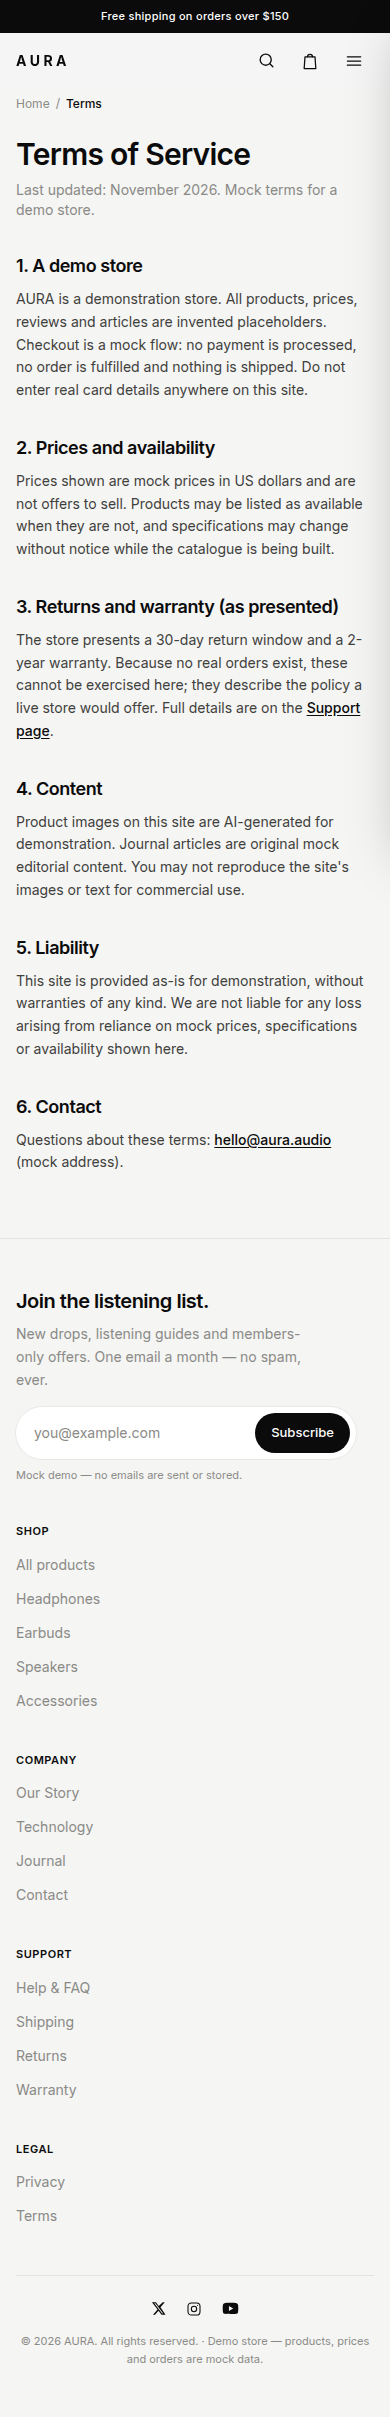 Free shipping on orders over $150
AURA
Home / Terms
Terms of Service
Last updated: November 2026. Mock terms for a
demo store.
1. A demo store
AURA is a demonstration store. All products, prices,
reviews and articles are invented placeholders.
Checkout is a mock flow: no payment is processed,
no order is fulfilled and nothing is shipped. Do not
enter real card details anywhere on this site.
2. Prices and availability
Prices shown are mock prices in US dollars and are
not offers to sell. Products may be listed as available
when they are not, and specifications may change
without notice while the catalogue is being built.
3. Returns and warranty (as presented)
The store presents a 30-day return window and a 2-
year warranty. Because no real orders exist, these
cannot be exercised here; they describe the policy a
live store would offer. Full details are on the Support
page.
4. Content
Product images on this site are AI-generated for
demonstration. Journal articles are original mock
editorial content. You may not reproduce the site's
images or text for commercial use.
5. Liability
This site is provided as-is for demonstration, without
warranties of any kind. We are not liable for any loss
arising from reliance on mock prices, specifications
or availability shown here.
6. Contact
Questions about these terms: hello@aura.audio
(mock address).
Join the listening list.
New drops, listening guides and members-
only offers. One email a month — no spam,
ever.
you@example.com
Subscribe
Mock demo — no emails are sent or stored.
SHOP
All products
Headphones
Earbuds
Speakers
Accessories
COMPANY
Our Story
Technology
Journal
Contact
SUPPORT
Help & FAQ
Shipping
Returns
Warranty
LEGAL
Privacy
Terms
© 2026 AURA. All rights reserved. · Demo store — products, prices
and orders are mock data.